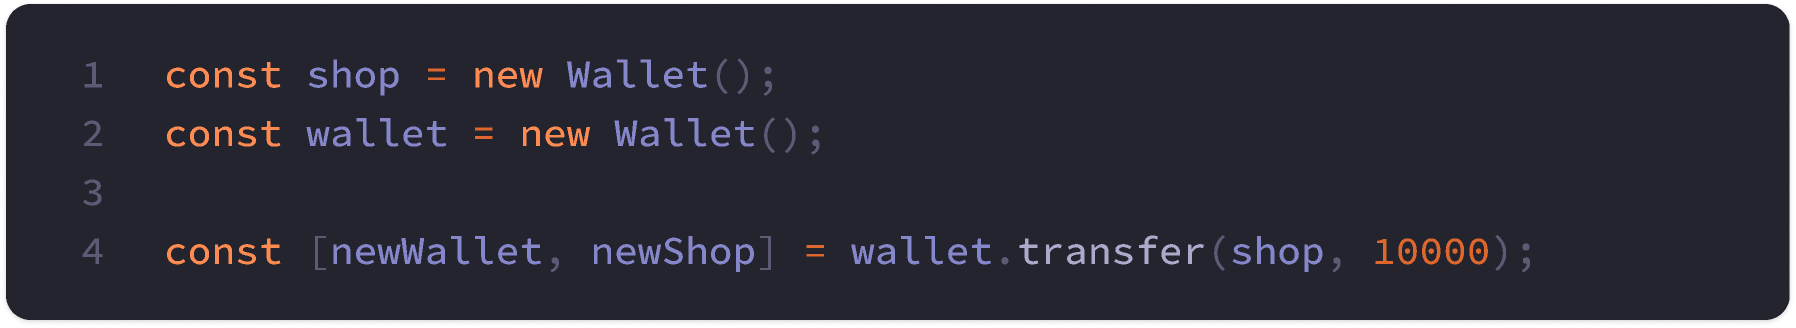 1 const shop = new Wallet();
2 const wallet = new Wallet();
3
4 const [newWallet, newShop] = wallet.transfer(shop, 10000);